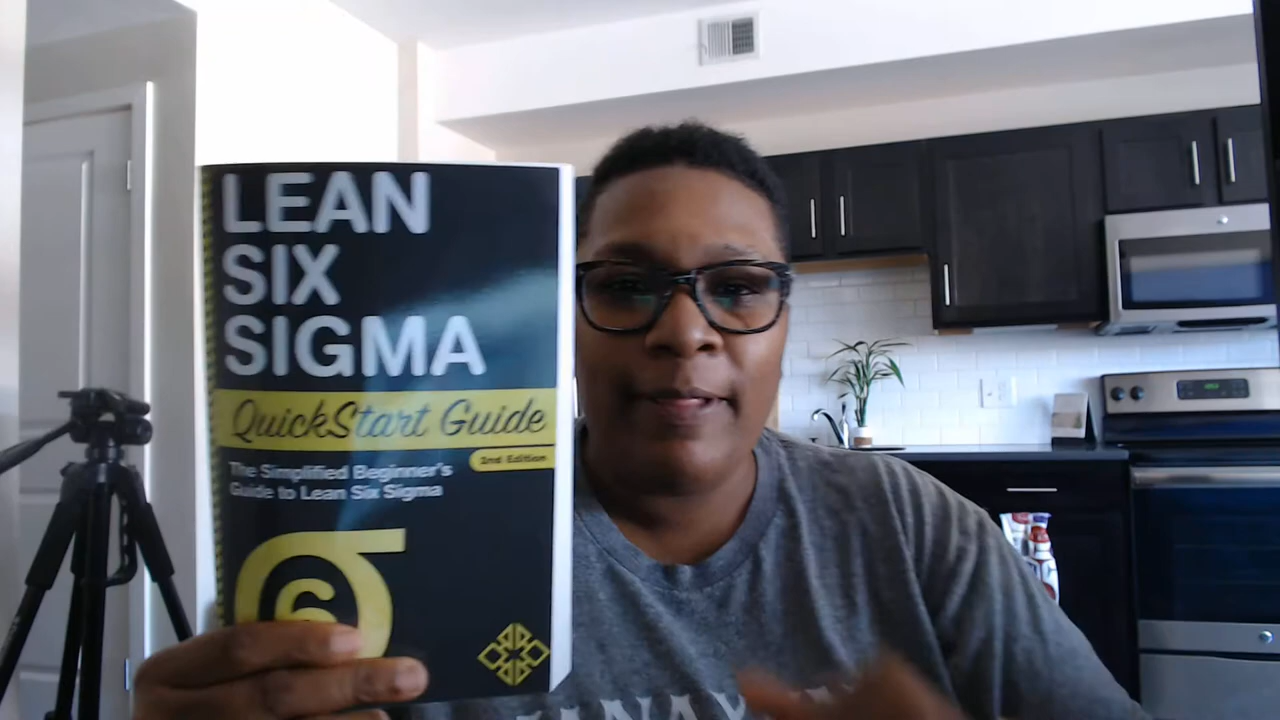 LEAN
SIX
SIGMA
QuickStart Guide
2nd Edition
The Simplified Beginner's
Guide to Lean Six Sigma